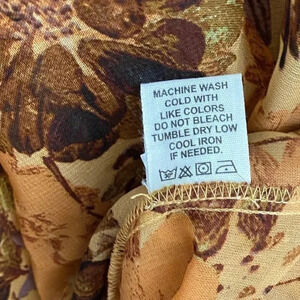 MACHINE WASH
COLD WITH
LIKE COLORS
DO NOT BLEACH
TUMBLE DRY LOW
COOL IRON
IF NEEDED.